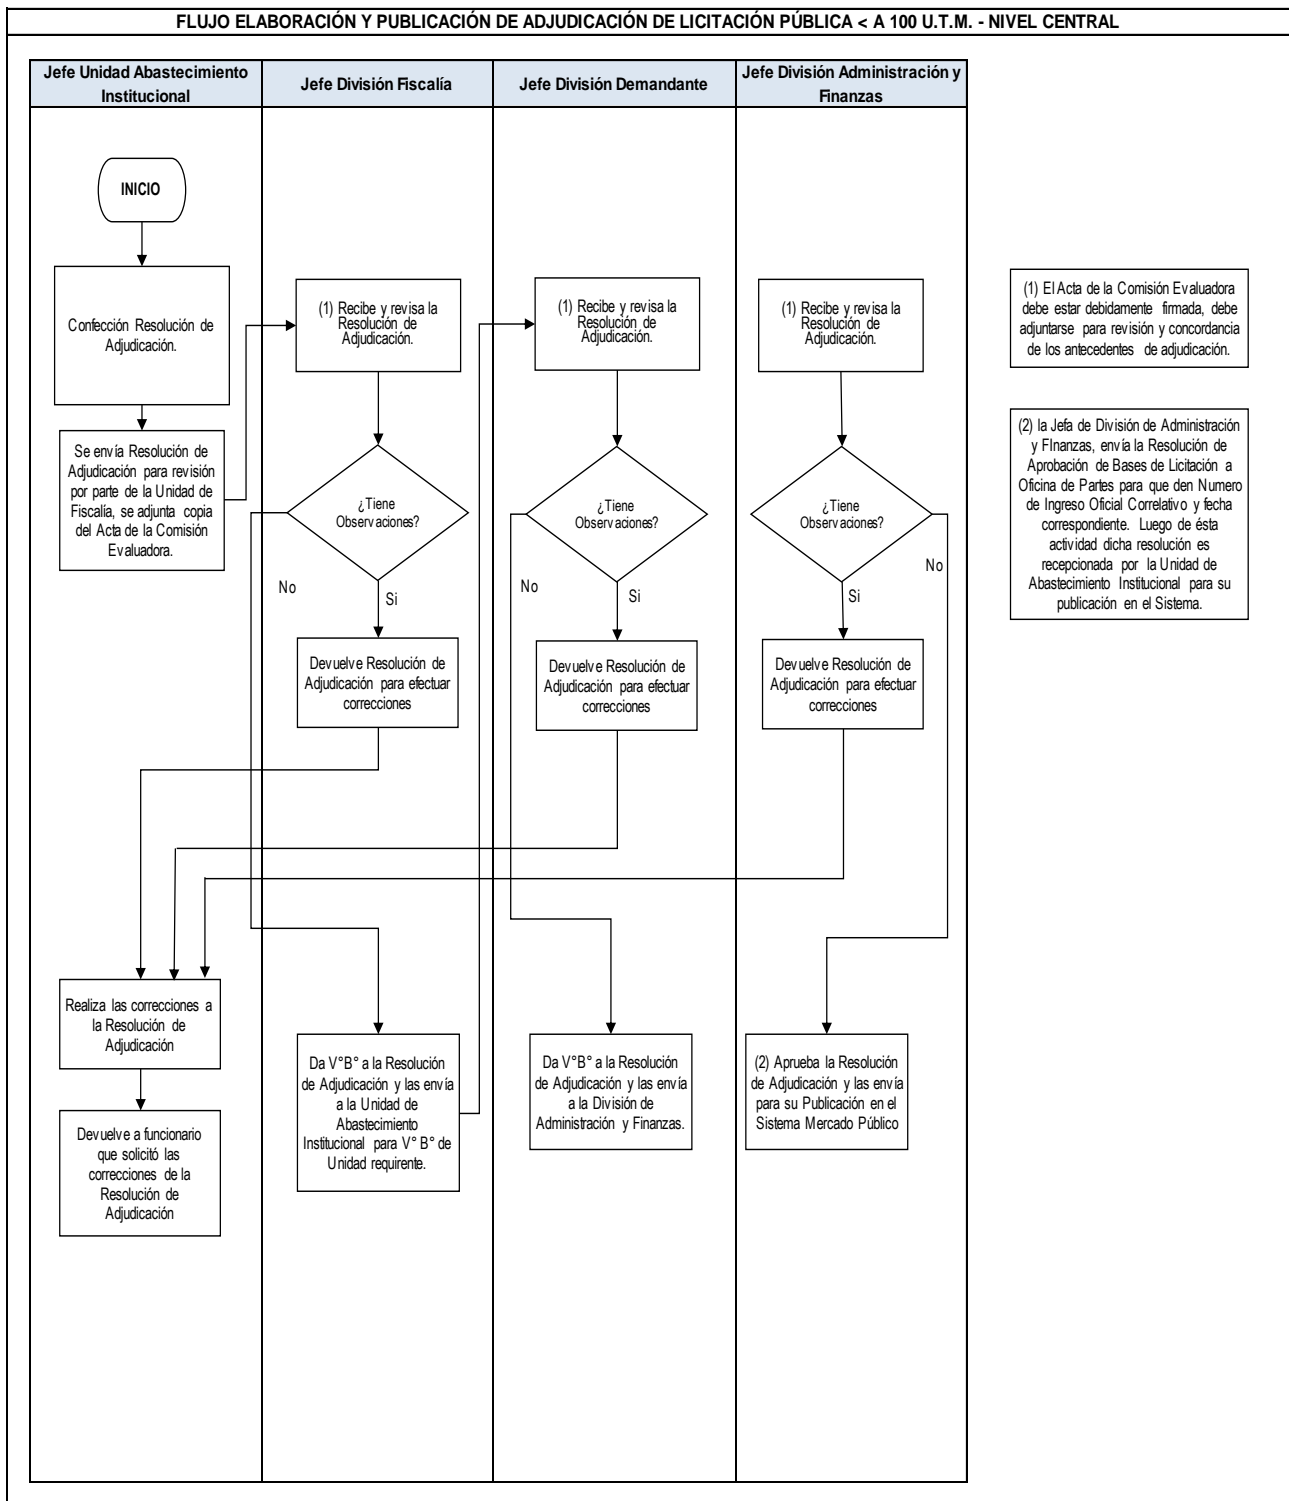 FLUJO ELABORACIÓN Y PUBLICACIÓN DE ADJUDICACIÓN DE LICITACIÓN PÚBLICA < A 100 U.T.M. - NIVEL CENTRAL
Jefe Unidad Abastecimiento
Institucional
Jefe División Fiscalía
Jefe División Demandante
Jefe División Administración y
Finanzas
INICIO
Confección Resolución de
Adjudicación.
Se envía Resolución de
Adjudicación para revisión
por parte de la Unidad de
Fiscalía, se adjunta copia
del Acta de la Comisión
Evaluadora.
(1) Recibe y revisa la
Resolución de
Adjudicación.
¿Tiene
Observaciones?
No
Si
Devuelve Resolución de
Adjudicación para efectuar
correcciones
(1) Recibe y revisa la
Resolución de
Adjudicación.
¿Tiene
Observaciones?
No
Si
Devuelve Resolución de
Adjudicación para efectuar
correcciones
(1) Recibe y revisa la
Resolución de
Adjudicación.
¿Tiene
Observaciones?
No
Si
Devuelve Resolución de
Adjudicación para efectuar
correcciones
Realiza las correcciones a
la Resolución de
Adjudicación
Devuelve a funcionario
que solicitó las
correcciones de la
Resolución de
Adjudicación
Da V°B° a la Resolución
de Adjudicación y las envía
a la Unidad de
Abastecimiento
Institucional para V° B° de
Unidad requirente.
Da V°B° a la Resolución
de Adjudicación y las envía
a la División de
Administración y Finanzas.
(2) Aprueba la Resolución
de Adjudicación y las envía
para su Publicación en el
Sistema Mercado Público
(1) El Acta de la Comisión Evaluadora
debe estar debidamente firmada, debe
adjuntarse para revisión y concordancia
de los antecedentes de adjudicación.
(2) la Jefa de División de Administración
y FInanzas, envía la Resolución de
Aprobación de Bases de Licitación a
Oficina de Partes para que den Numero
de Ingreso Oficial Correlativo y fecha
correspondiente. Luego de ésta
actividad dicha resolución es
recepcionada por la Unidad de
Abastecimiento Institucional para su
publicación en el Sistema.